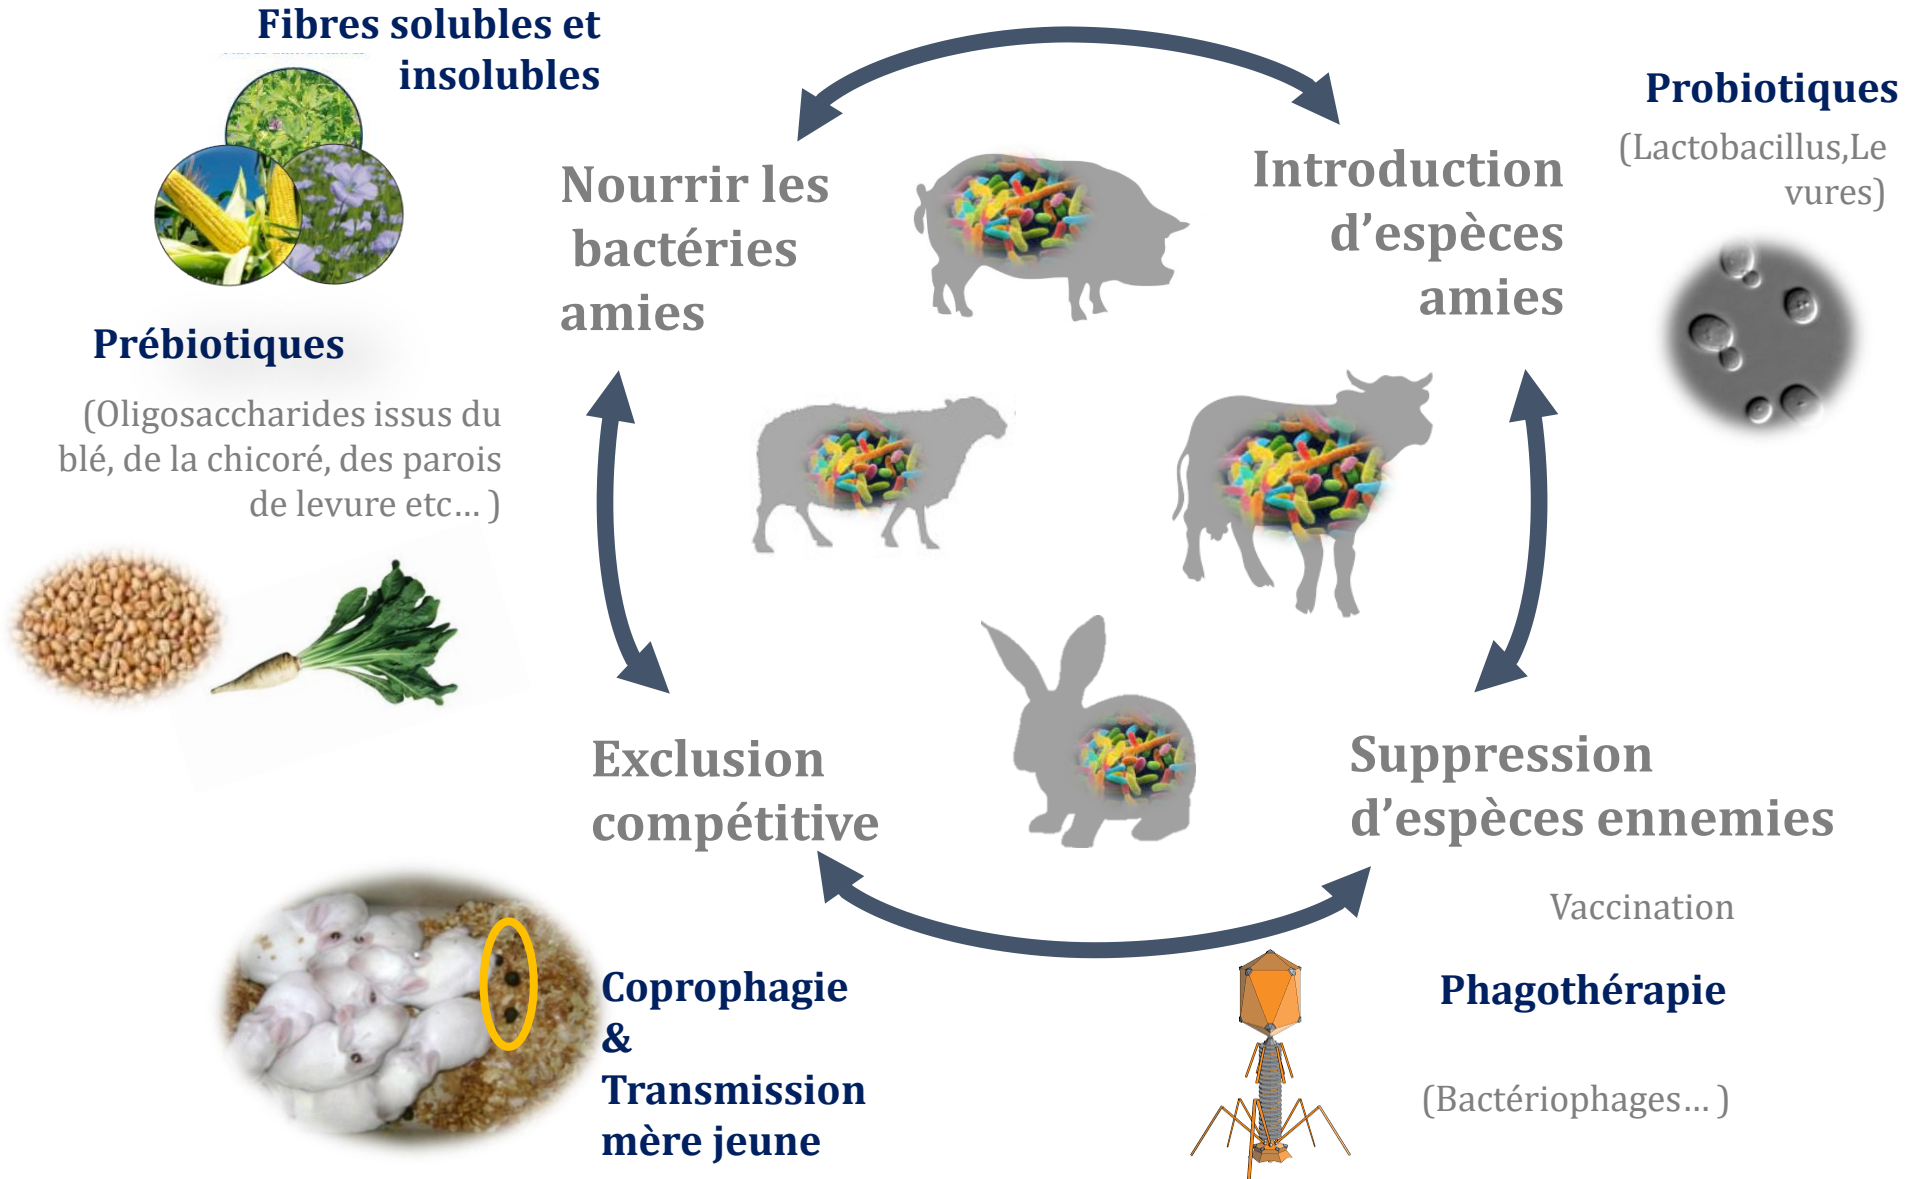 Fibres solubles et
insolubles
Probiotiques
(Lactobacillus,Le
vures)
Nourrir les
bactéries
amies
Introduction
d’espèces
amies
Prébiotiques
(Oligosaccharides issus du
blé, de la chicoré, des parois
de levure etc… )
Exclusion
compétitive
Suppression
d’espèces ennemies
Vaccination
Coprophagie
&
Transmission
mère jeune
Phagothérapie
(Bactériophages… )